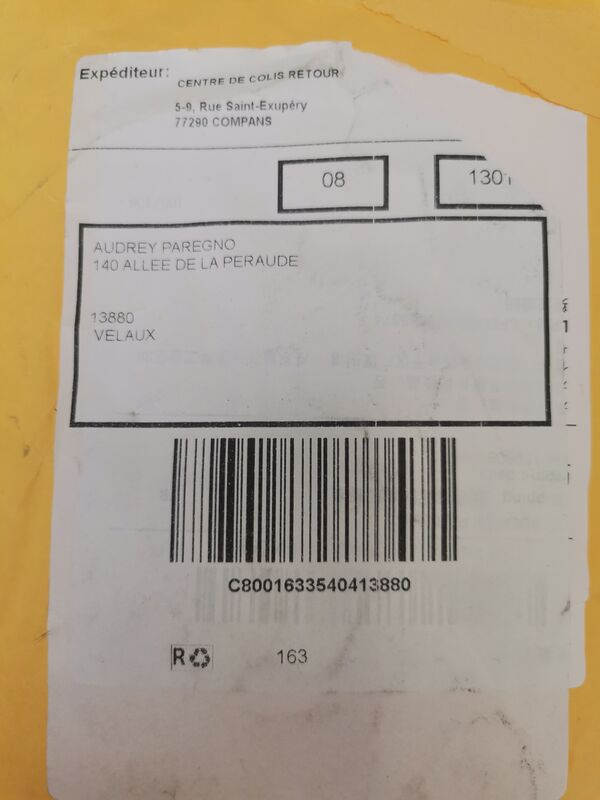 Expéditeur: CENTRE DE COLIS RETOUR
5-9, Rue Saint-Exupéry
77290 COMPANS
08
AUDREY PAREGNO
140 ALLEE DE LA PERAUDE
13880
VELAUX
C8001633540413880
R 163